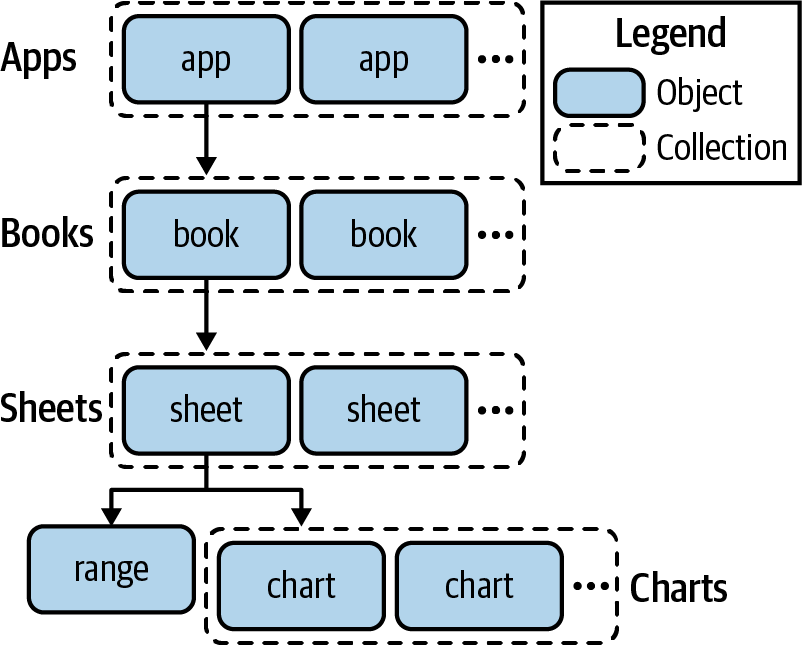 Apps
app
app
...
Legend
Object
Collection
Books
book
book
...
Sheets
sheet
sheet
...
range
chart
chart
...
Charts